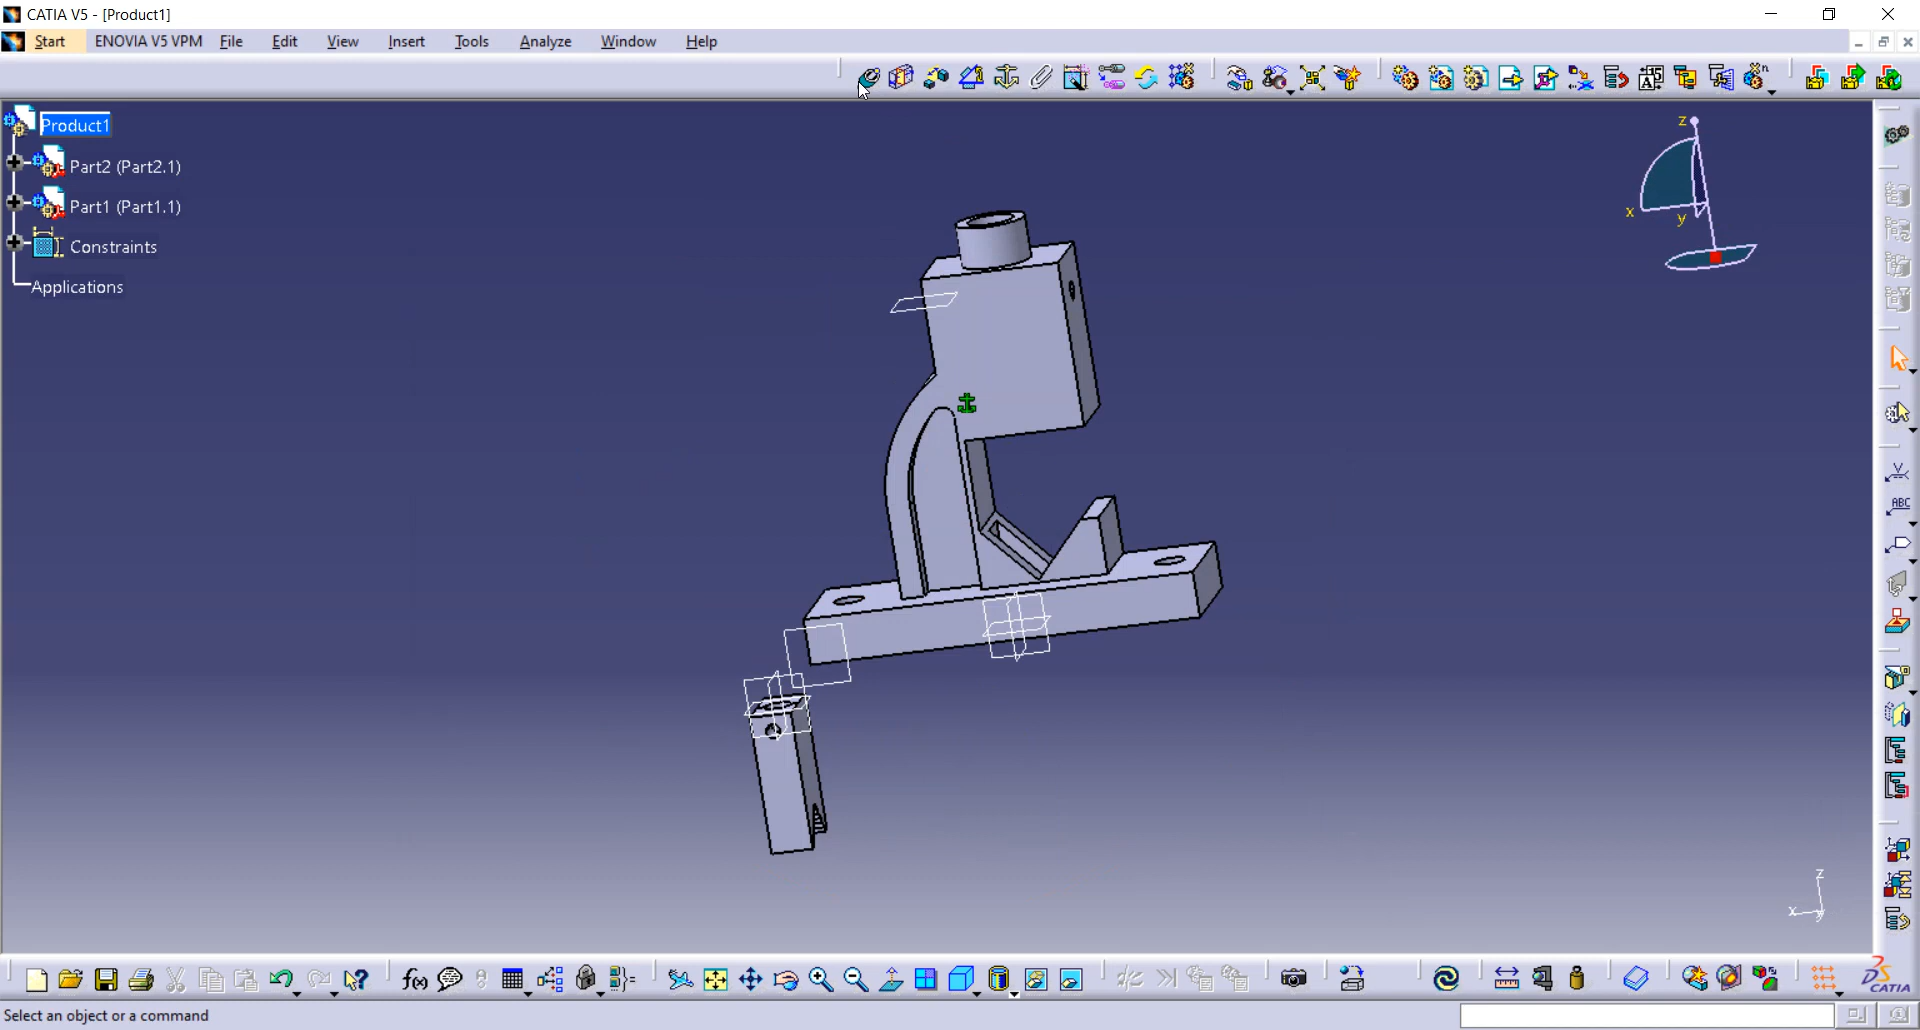 CATIA V5 - [Product1]
Start ENOVIA V5 VPM File Edit View Insert Tools Analyze Window Help
Product1
Part2 (Part2.1)
Part1 (Part1.1)
Constraints
Applications
z
x
y
V
ABC
z
x
y
f(x)
CATIA
Select an object or a command